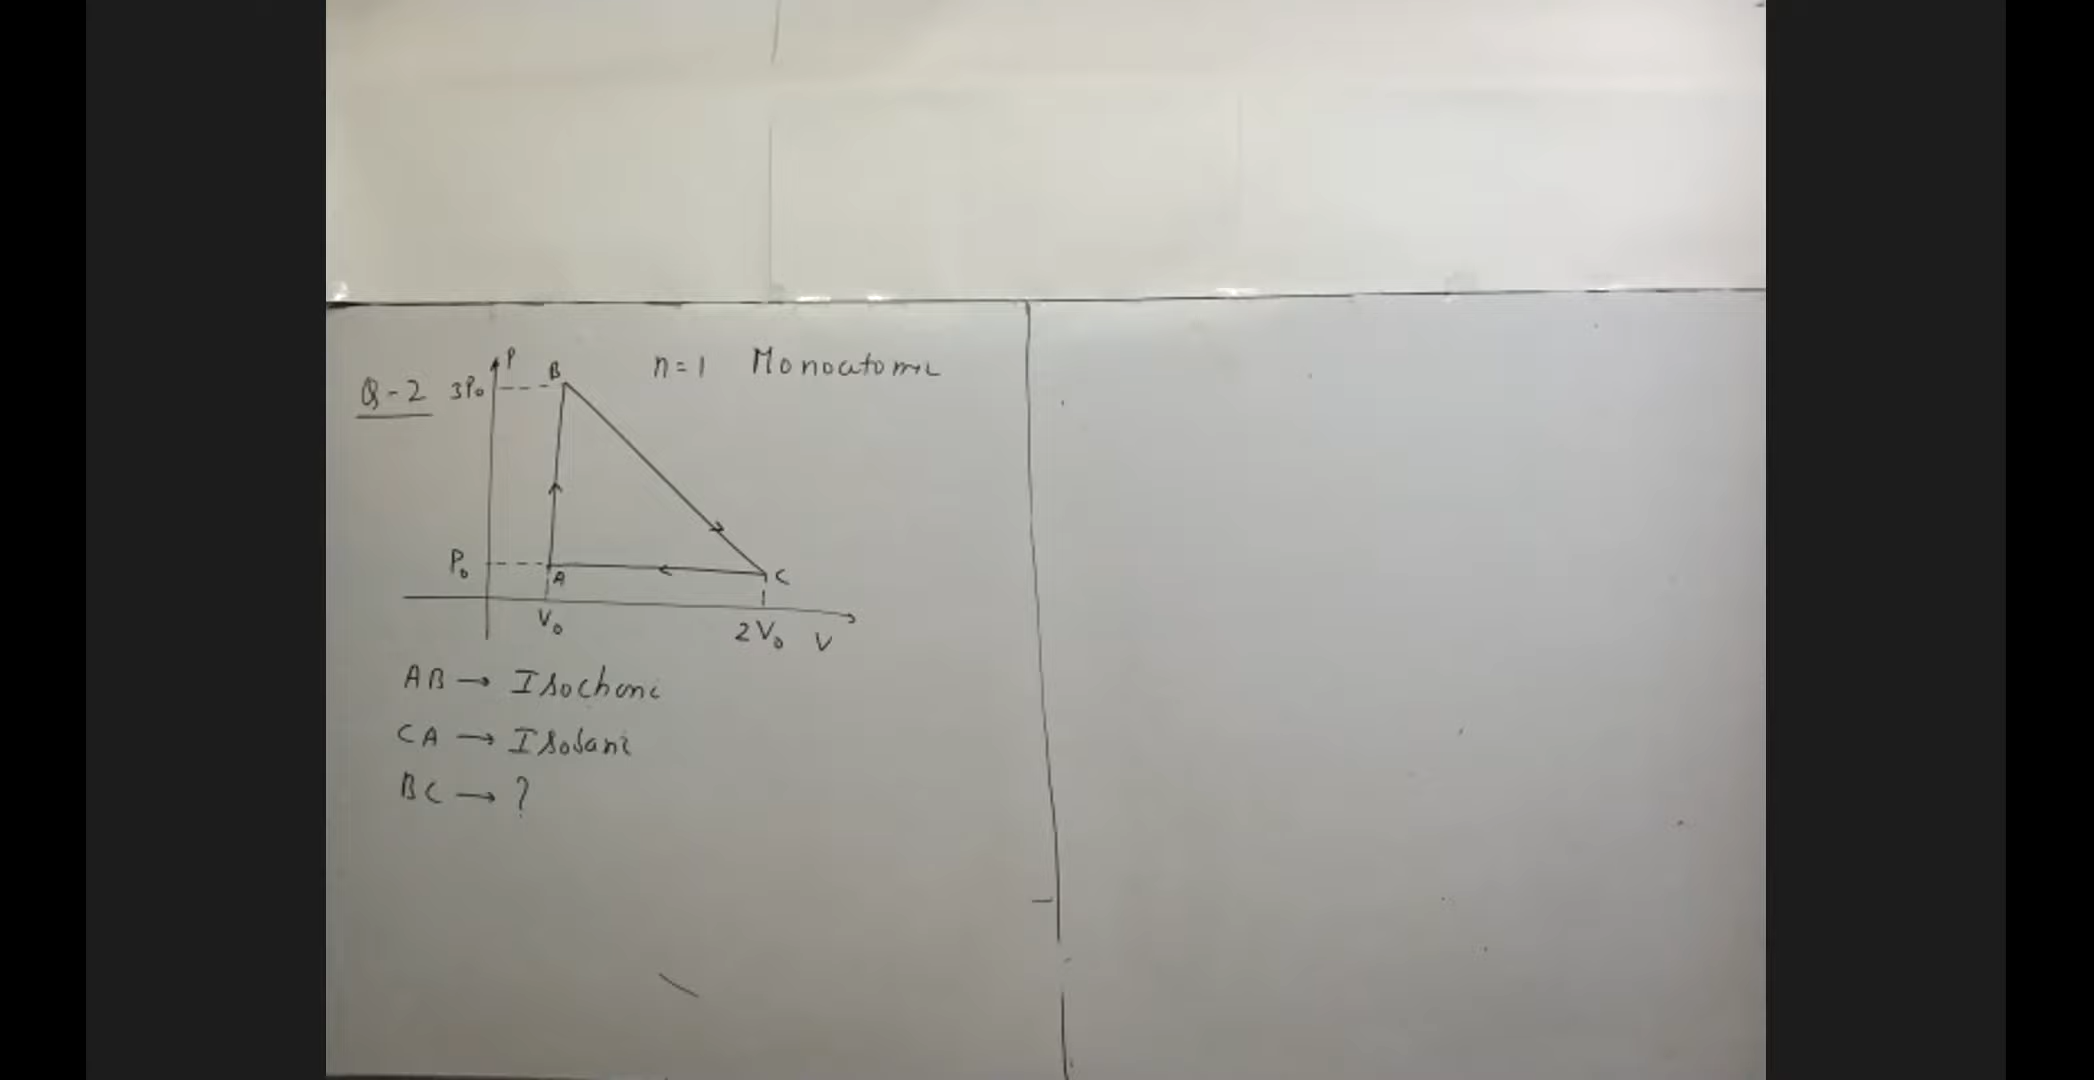 Q-2 3P₀ P B n=1 Monoatomic
P₀ A C
V₀ 2V₀ V
AB → Isochoric
CA → Isobaric
BC → ?